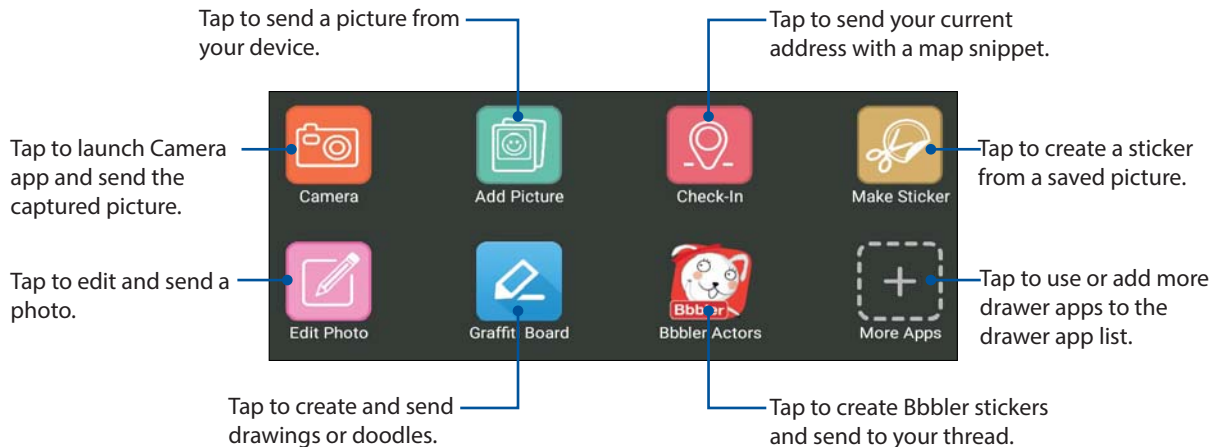 Tap to send a picture from
your device.
Tap to send your current
address with a map snippet.
Tap to launch Camera
app and send the
captured picture.
Camera
Add Picture
Check-In
Make Sticker
Tap to create a sticker
from a saved picture.
Tap to edit and send a
photo.
Bbbler
Edit Photo
Graffiti Board
Bbbler Actors
More Apps
Tap to use or add more
drawer apps to the
drawer app list.
Tap to create and send
drawings or doodles.
Tap to create Bbbler stickers
and send to your thread.